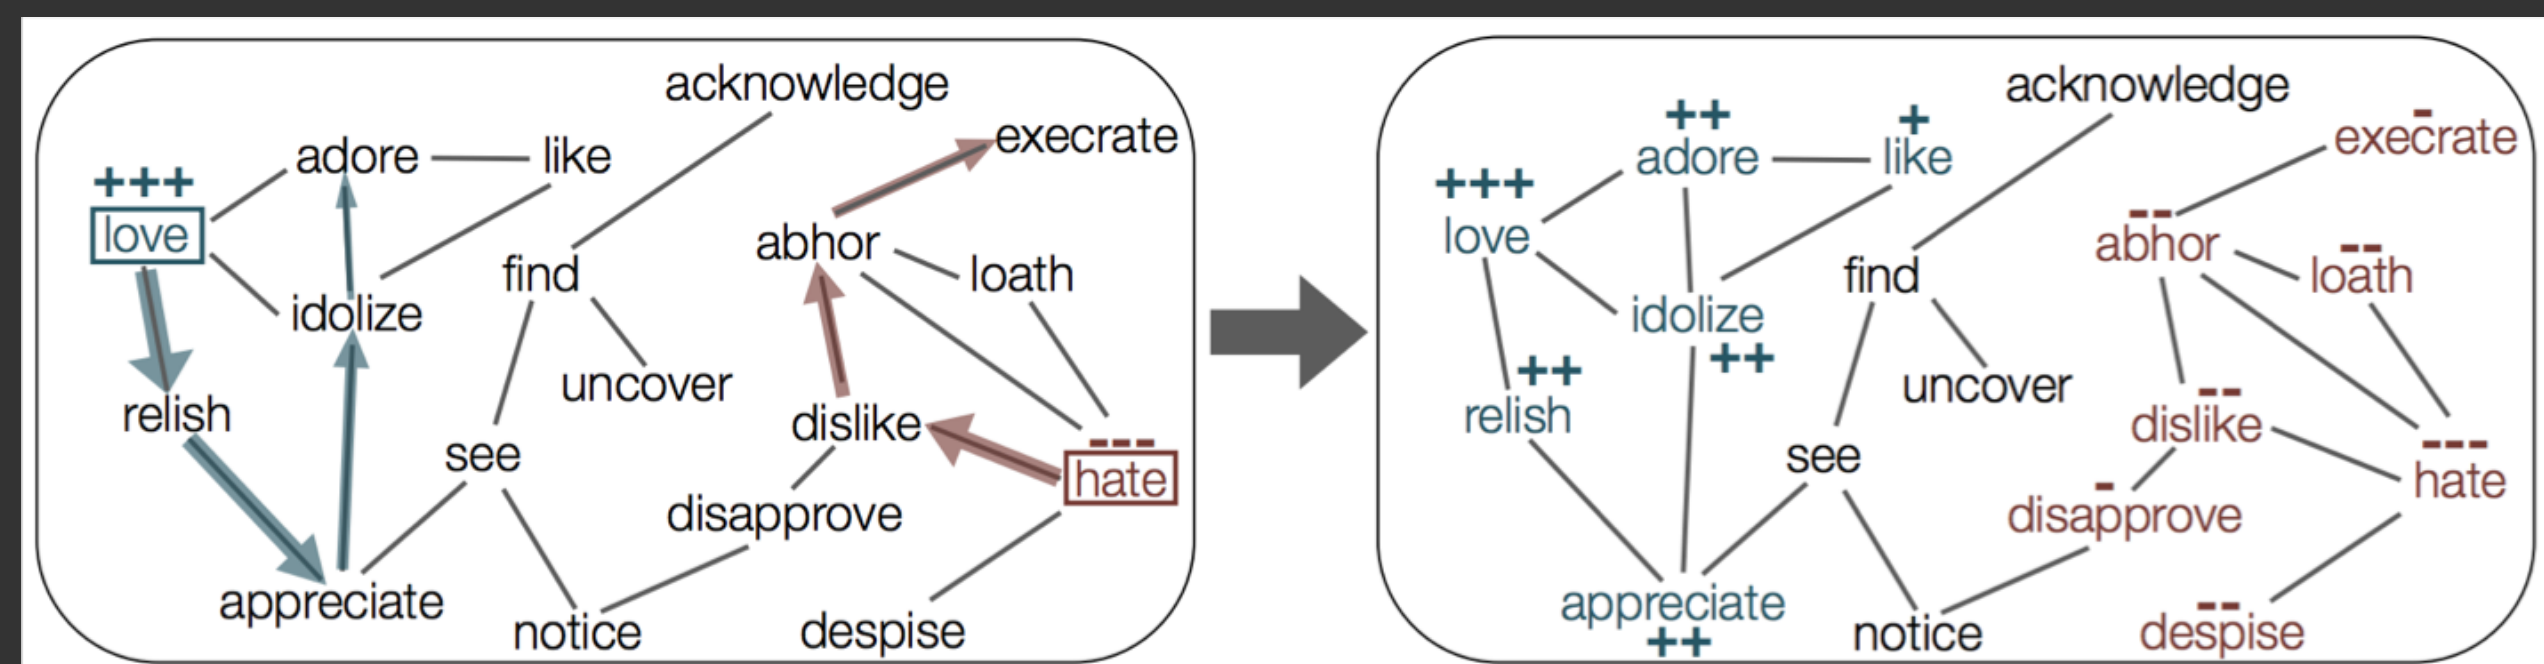 acknowledge
execrate
adore
like
+++
love
abhor
find
loath
idolize
uncover
relish
dislike
---
see
hate
disapprove
appreciate
notice
despise
acknowledge
++
+
-
execrate
adore
like
+++
love
--
abhor
--
find
loath
idolize
++
++
uncover
relish
--
dislike
---
see
hate
-
disapprove
appreciate
++
notice
--
despise